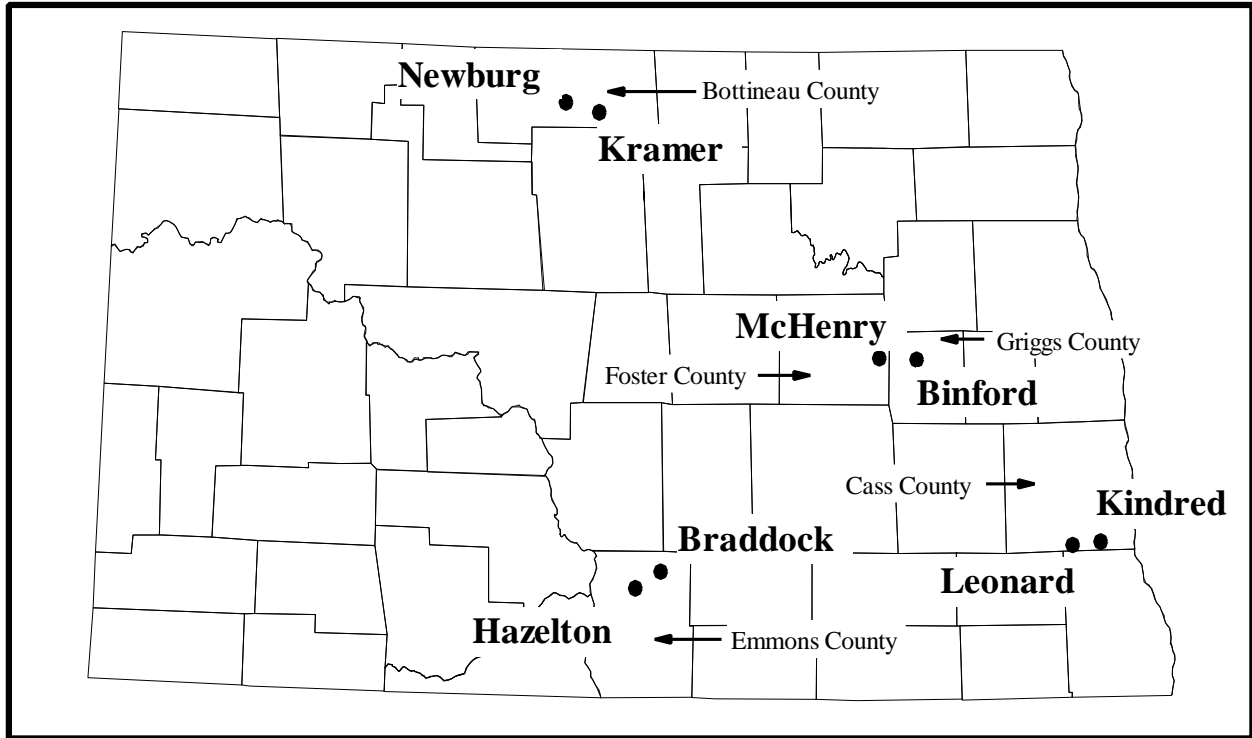 Newburg
Bottineau County
Kramer
McHenry
Griggs County
Foster County
Binford
Cass County
Kindred
Braddock
Leonard
Hazelton
Emmons County